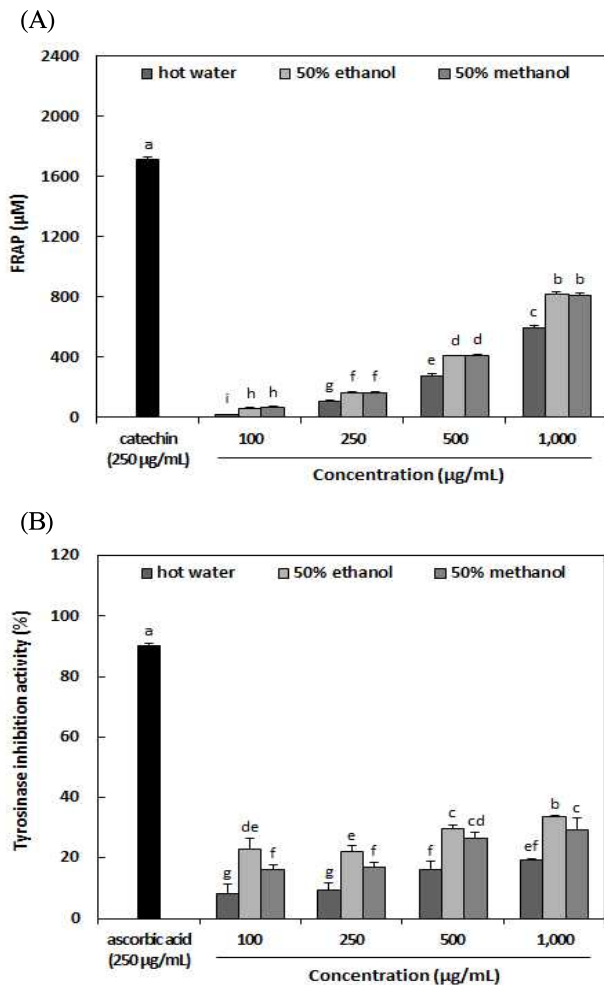 (A)
2400
2000
1600
1200
800
400
0
FRAP (µM)
hot water 50% ethanol 50% methanol
a
i h h
g f f
e d d
c b b
catechin
(250 µg/mL)
100 250 500 1,000
Concentration (µg/mL)
(B)
120
100
80
60
40
20
0
Tyrosinase inhibition activity (%)
hot water 50% ethanol 50% methanol
a
g de f
g e f
f c cd
ef b c
ascorbic acid
(250 µg/mL)
100 250 500 1,000
Concentration (µg/mL)